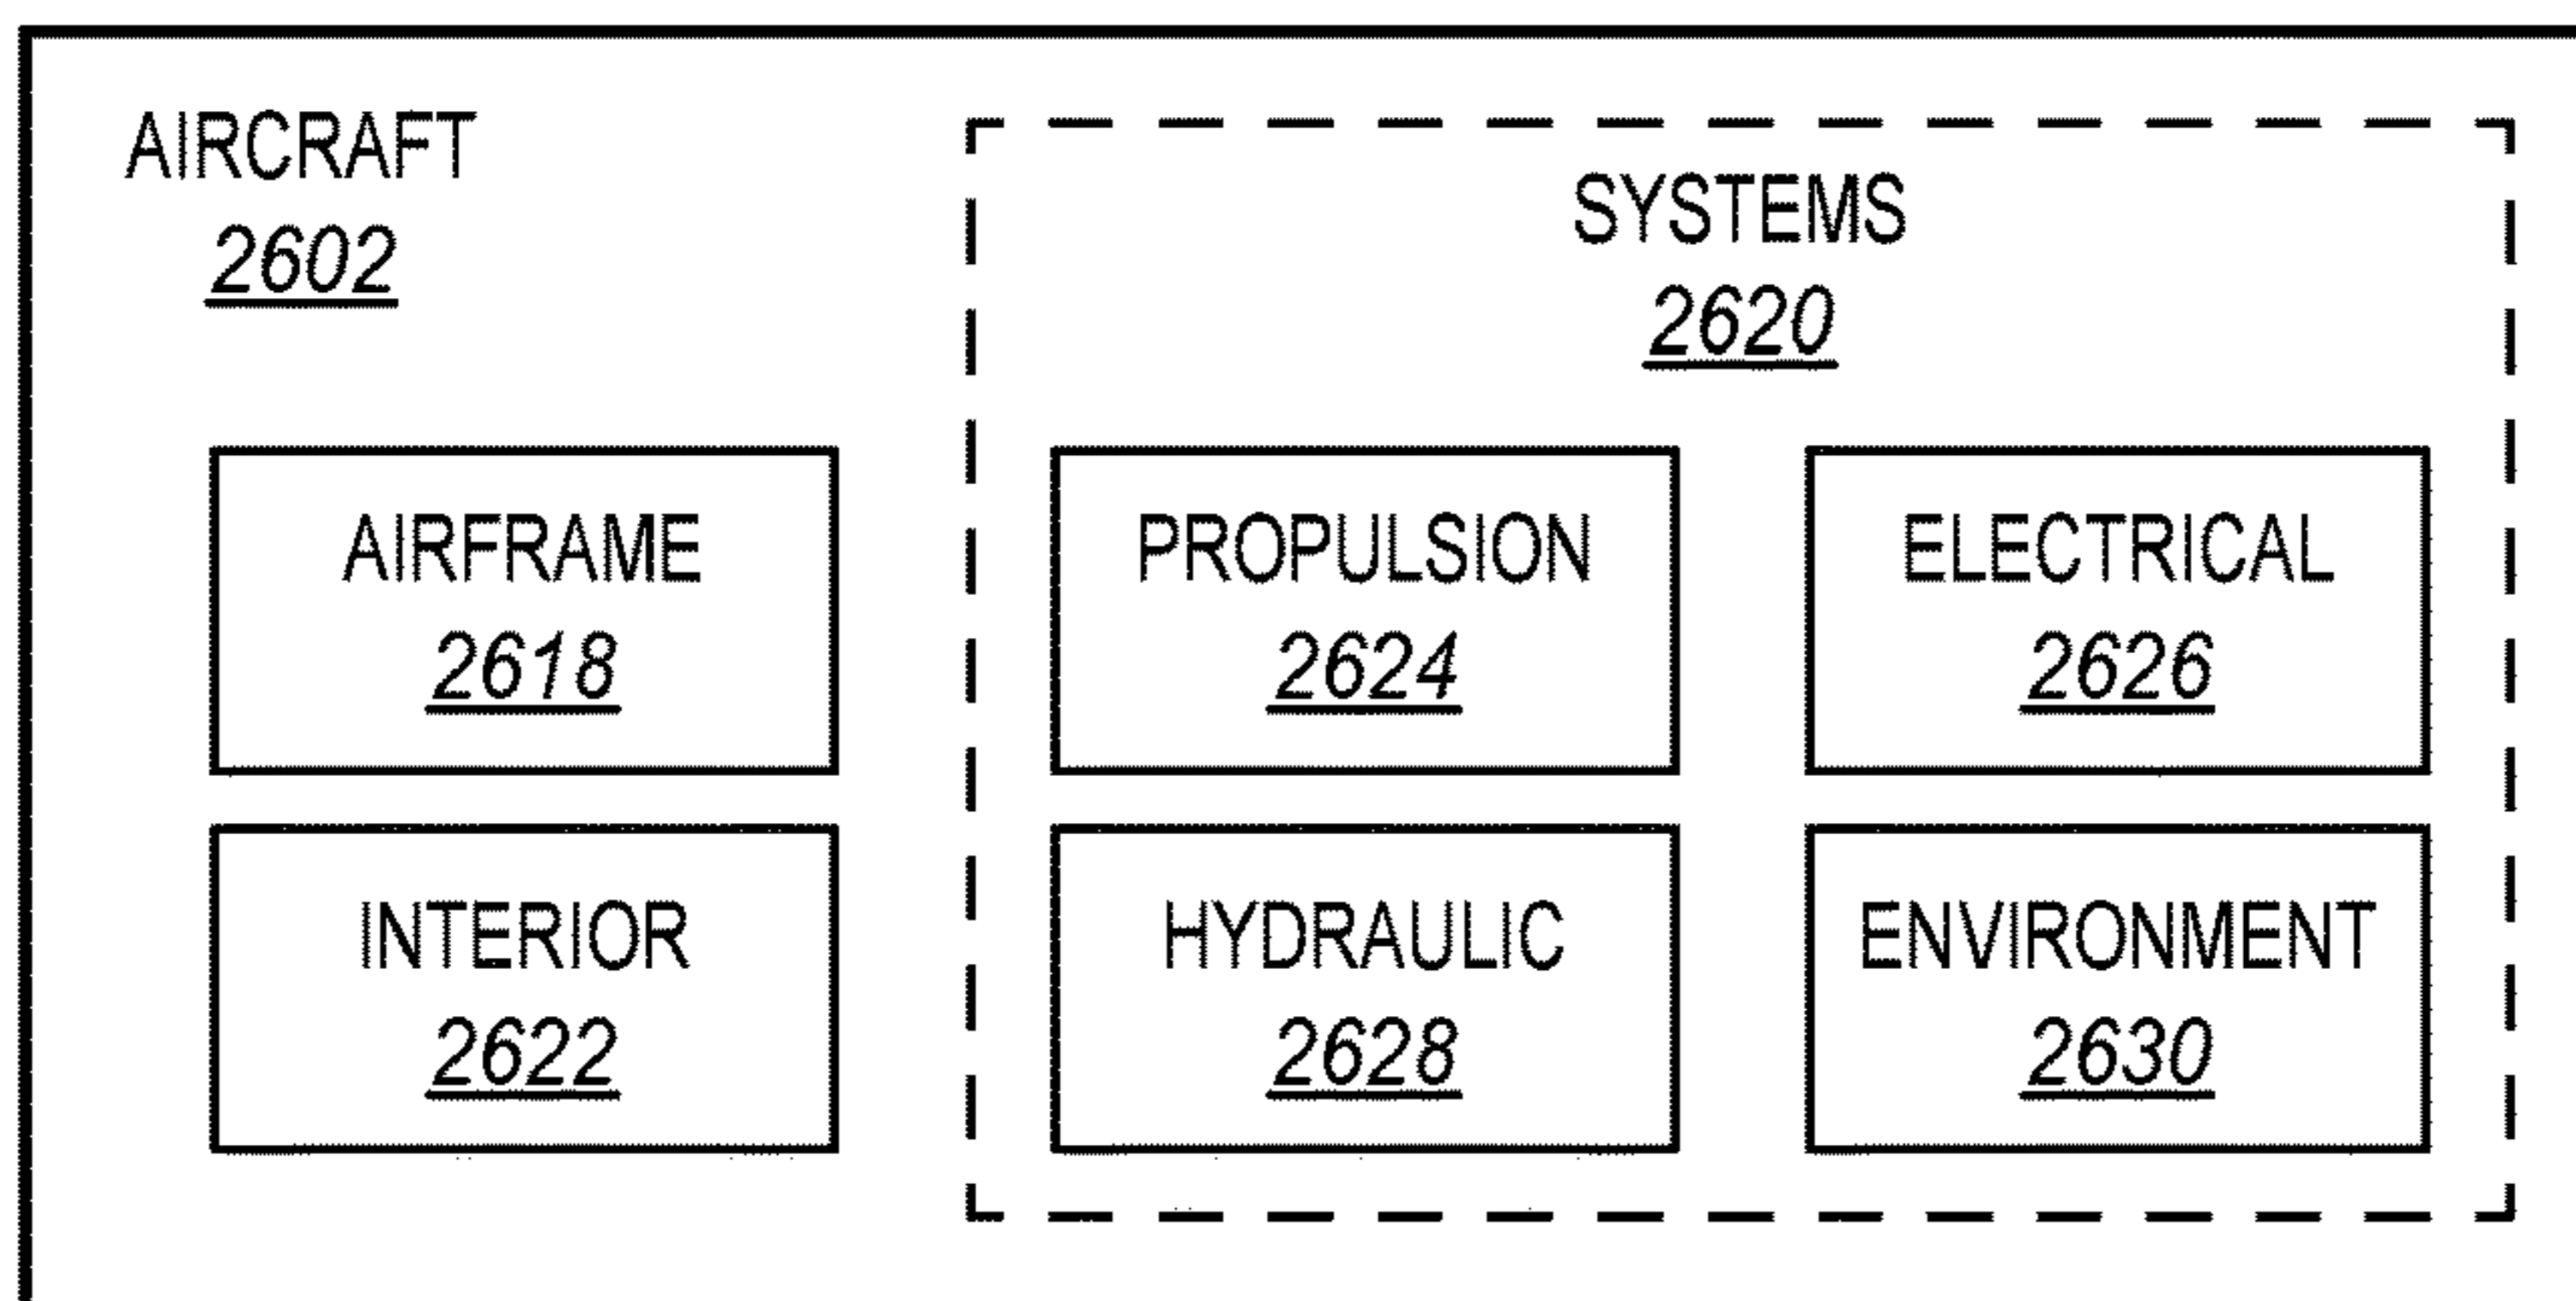 AIRCRAFT
2602
SYSTEMS
2620
AIRFRAME
2618
PROPULSION
2624
ELECTRICAL
2626
INTERIOR
2622
HYDRAULIC
2628
ENVIRONMENT
2630